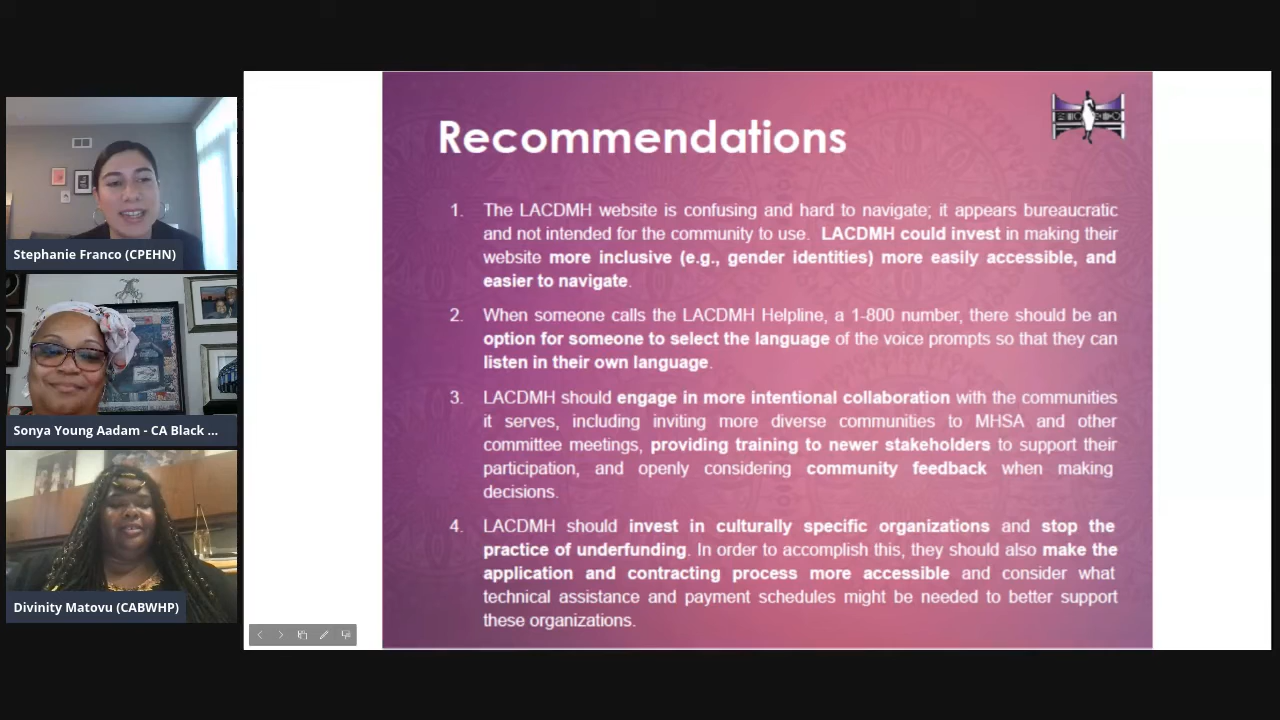 Stephanie Franco (CPEHN)
Sonya Young Aadam - CA Black ...
Divinity Matovu (CABWHP)
Recommendations
1. The LACDMH website is confusing and hard to navigate; it appears bureaucratic
and not intended for the community to use. LACDMH could invest in making their
website more inclusive (e.g., gender identities) more easily accessible, and
easier to navigate.
2. When someone calls the LACDMH Helpline, a 1-800 number, there should be an
option for someone to select the language of the voice prompts so that they can
listen in their own language.
3. LACDMH should engage in more intentional collaboration with the communities
it serves, including inviting more diverse communities to MHSA and other
committee meetings, providing training to newer stakeholders to support their
participation, and openly considering community feedback when making
decisions.
4. LACDMH should invest in culturally specific organizations and stop the
practice of underfunding. In order to accomplish this, they should also make the
application and contracting process more accessible and consider what
technical assistance and payment schedules might be needed to better support
these organizations.